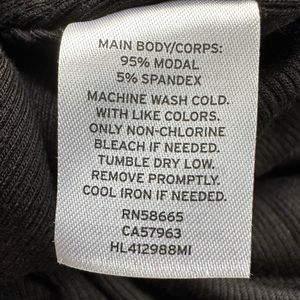 MAIN BODY/CORPS:
95% MODAL
5% SPANDEX
MACHINE WASH COLD.
WITH LIKE COLORS.
ONLY NON-CHLORINE
BLEACH IF NEEDED.
TUMBLE DRY LOW.
REMOVE PROMPTLY.
COOL IRON IF NEEDED.
RN58665
CA57963
HL412988MI